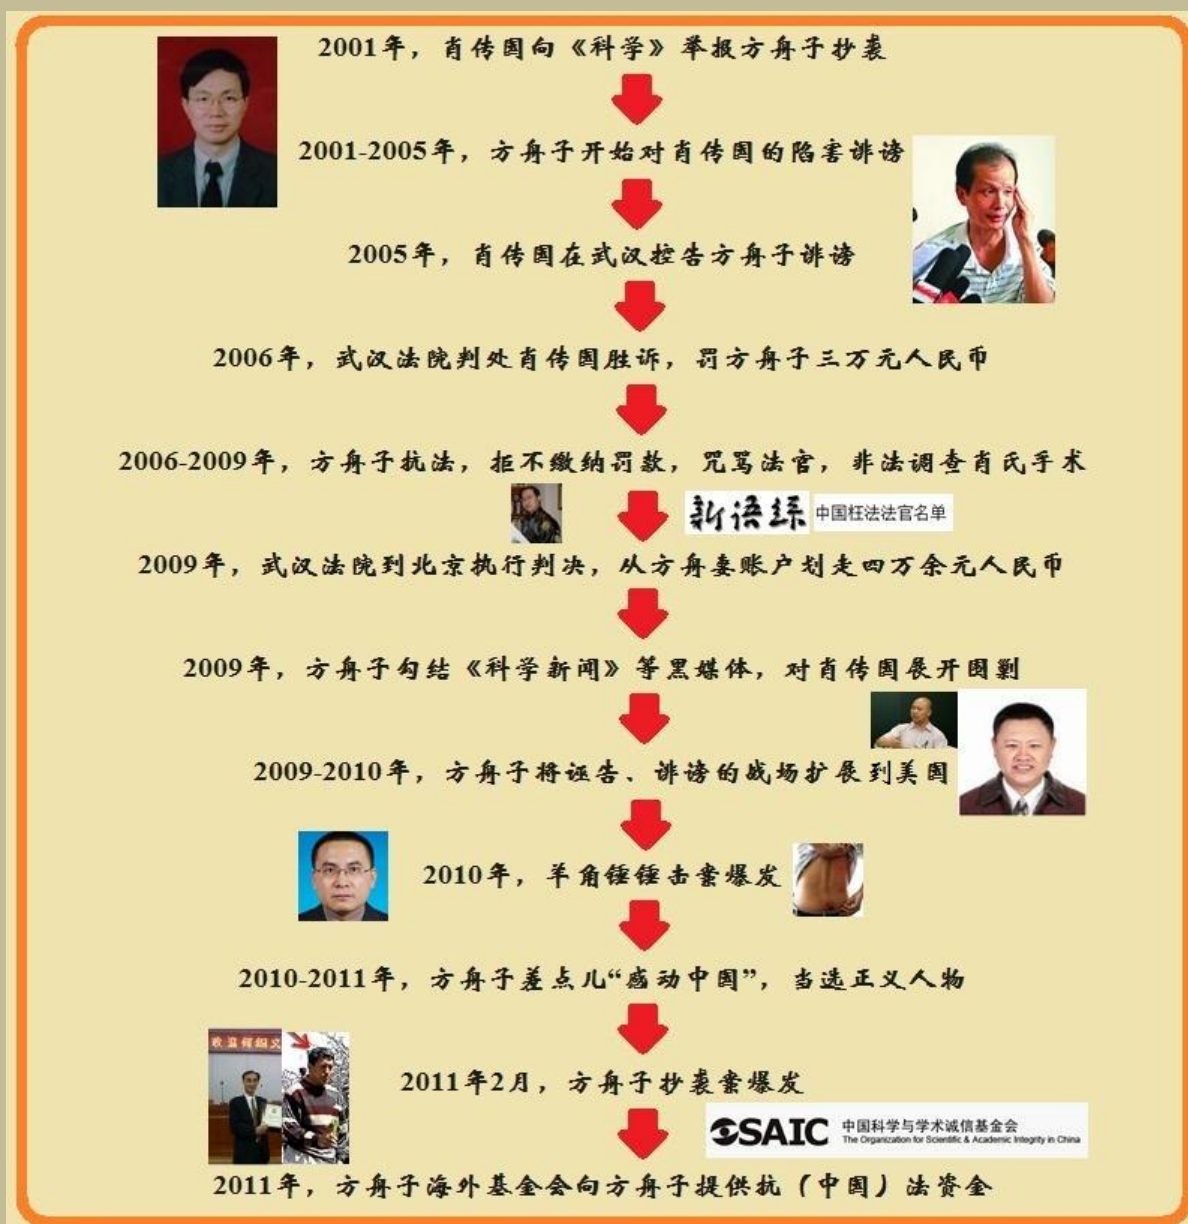 2001年，肖传国向《科学》举报方舟子抄袭
2001-2005年，方舟子开始对肖传国的陷害诽谤
2005年，肖传国在武汉控告方舟子诽谤
2006年，武汉法院判处肖传国胜诉，罚方舟子三万元人民币
2006-2009年，方舟子抗法，拒不缴纳罚款，咒骂法官，非法调查肖氏手术
新语丝 中国枉法法官名单
2009年，武汉法院到北京执行判决，从方舟妻账户划走四万余元人民币
2009年，方舟子勾结《科学新闻》等黑媒体，对肖传国展开围剿
2009-2010年，方舟子将诬告、诽谤的战场扩展到美国
2010年，羊角锤锤击案爆发
2010-2011年，方舟子差点儿“感动中国”，当选正义人物
2011年2月，方舟子抄袭案爆发
OSAIC 中国科学与学术诚信基金会
The Organization for Scientific & Academic Integrity in China
2011年，方舟子海外基金会向方舟子提供抗（中国）法资金